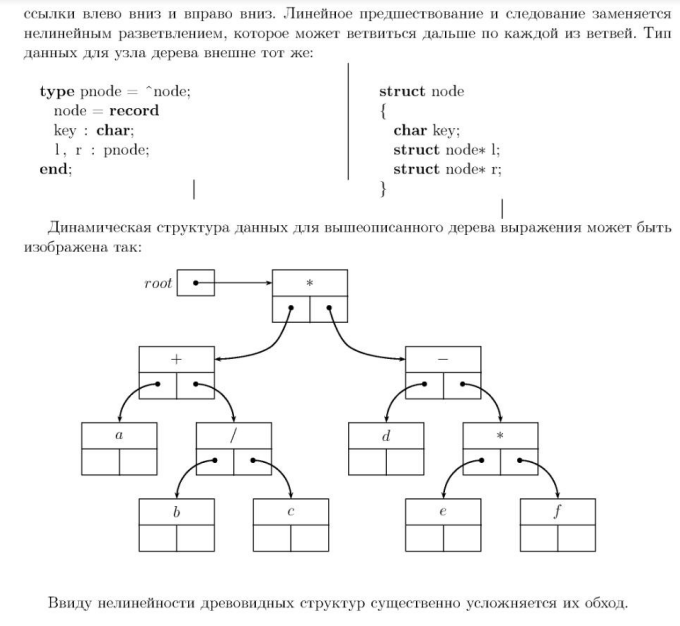 ссылки влево вниз и вправо вниз. Линейное предшествование и следование заменяется
нелинейным разветвлением, которое может ветвиться дальше по каждой из ветвей. Тип
данных для узла дерева внешне тот же:
type pnode = ^node;
node = record
key : char;
l, r : pnode;
end;
struct node
{
char key;
struct node* l;
struct node* r;
}
Динамическая структура данных для вышеописанного дерева выражения может быть
изображена так:
root
*
+
−
a
/
d
*
b
c
e
f
Ввиду нелинейности древовидных структур существенно усложняется их обход.